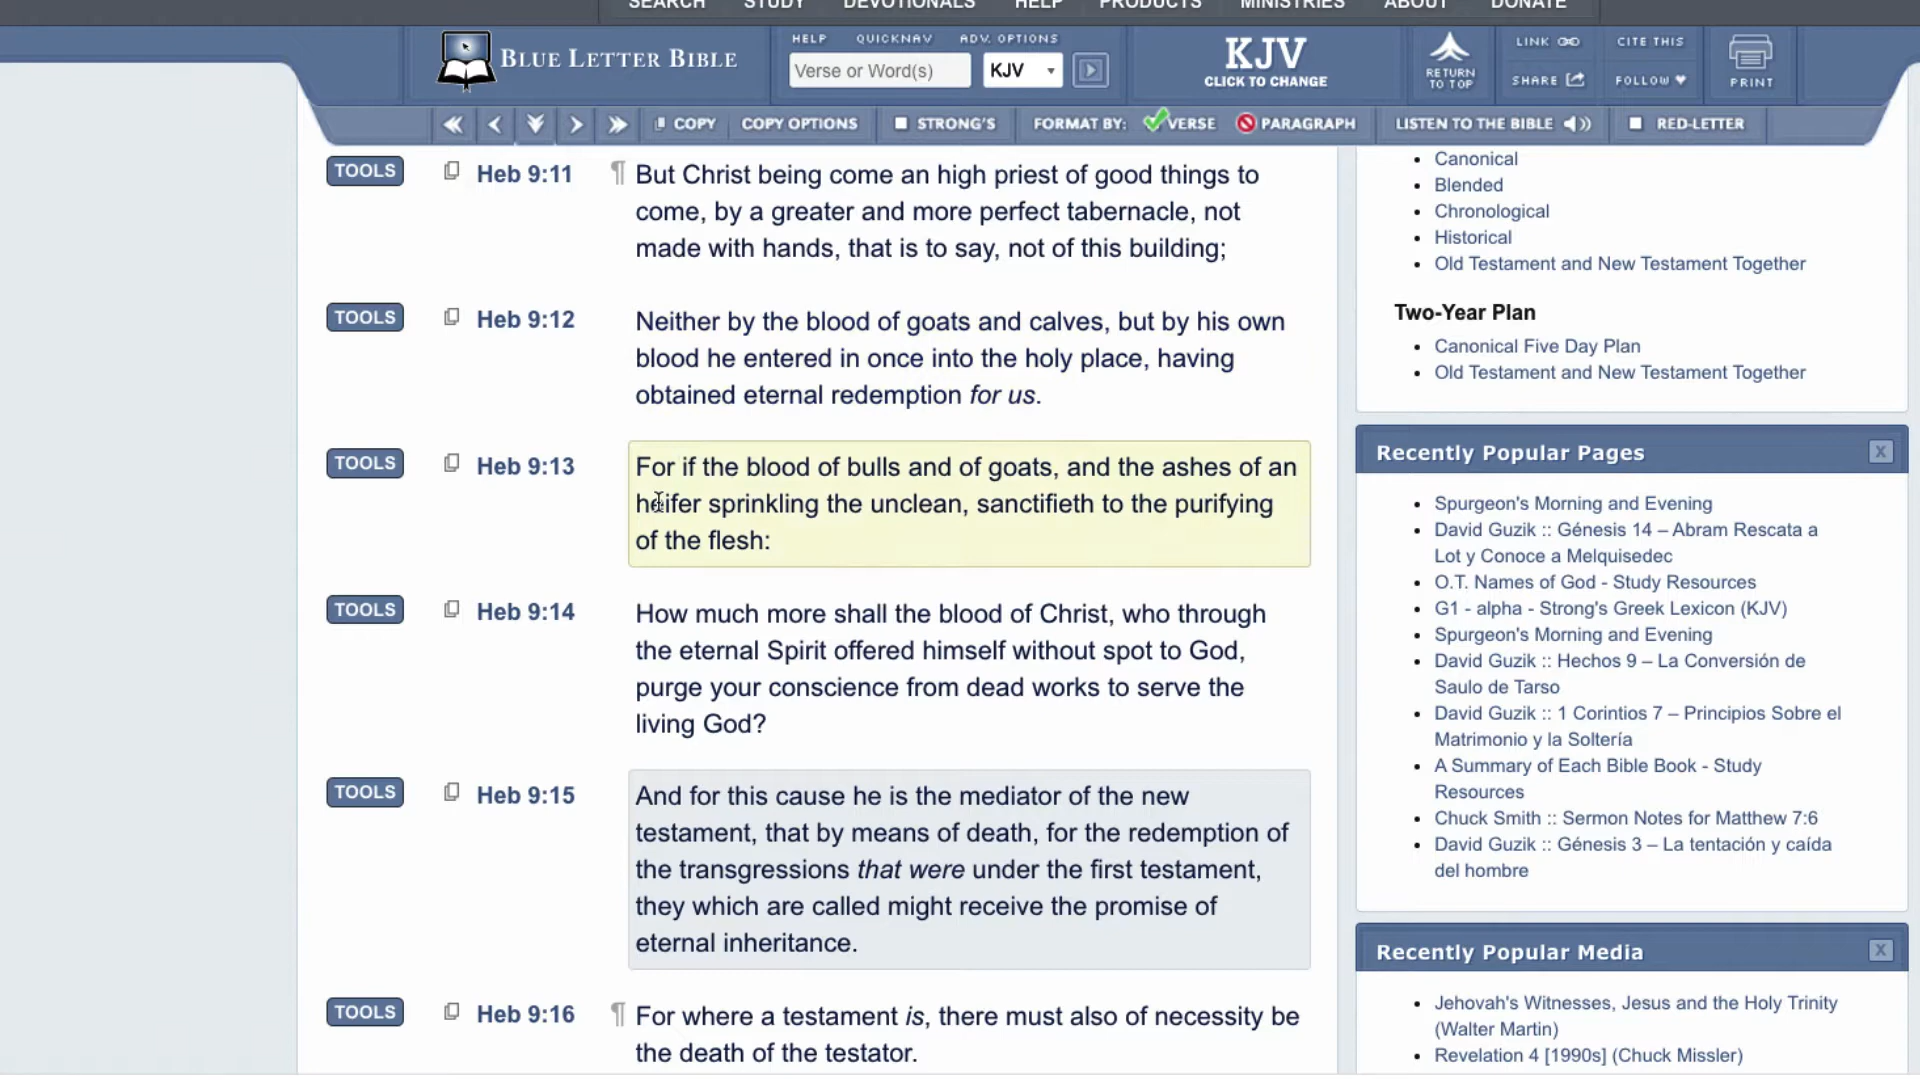 SEARCH STUDY DEVOTIONALS HELP PRODUCTS MINISTRIES ABOUT DONATE
BLUE LETTER BIBLE
HELP QUICKNAV ADV. OPTIONS
Verse or Word(s) KJV
KJV
CLICK TO CHANGE
RETURN
TO TOP
LINK
SHARE
CITE THIS
FOLLOW
PRINT
COPY COPY OPTIONS STRONG'S FORMAT BY: VERSE PARAGRAPH LISTEN TO THE BIBLE RED-LETTER
TOOLS Heb 9:11 ¶ But Christ being come an high priest of good things to
come, by a greater and more perfect tabernacle, not
made with hands, that is to say, not of this building;
TOOLS Heb 9:12 Neither by the blood of goats and calves, but by his own
blood he entered in once into the holy place, having
obtained eternal redemption for us.
TOOLS Heb 9:13 For if the blood of bulls and of goats, and the ashes of an
heifer sprinkling the unclean, sanctifieth to the purifying
of the flesh:
TOOLS Heb 9:14 How much more shall the blood of Christ, who through
the eternal Spirit offered himself without spot to God,
purge your conscience from dead works to serve the
living God?
TOOLS Heb 9:15 And for this cause he is the mediator of the new
testament, that by means of death, for the redemption of
the transgressions that were under the first testament,
they which are called might receive the promise of
eternal inheritance.
TOOLS Heb 9:16 ¶ For where a testament is, there must also of necessity be
the death of the testator.
• Canonical
• Blended
• Chronological
• Historical
• Old Testament and New Testament Together
Two-Year Plan
• Canonical Five Day Plan
• Old Testament and New Testament Together
Recently Popular Pages X
• Spurgeon's Morning and Evening
• David Guzik :: Génesis 14 – Abram Rescata a
Lot y Conoce a Melquisedec
• O.T. Names of God - Study Resources
• G1 - alpha - Strong's Greek Lexicon (KJV)
• Spurgeon's Morning and Evening
• David Guzik :: Hechos 9 – La Conversión de
Saulo de Tarso
• David Guzik :: 1 Corintios 7 – Principios Sobre el
Matrimonio y la Soltería
• A Summary of Each Bible Book - Study
Resources
• Chuck Smith :: Sermon Notes for Matthew 7:6
• David Guzik :: Génesis 3 – La tentación y caída
del hombre
Recently Popular Media X
• Jehovah's Witnesses, Jesus and the Holy Trinity
(Walter Martin)
• Revelation 4 [1990s] (Chuck Missler)